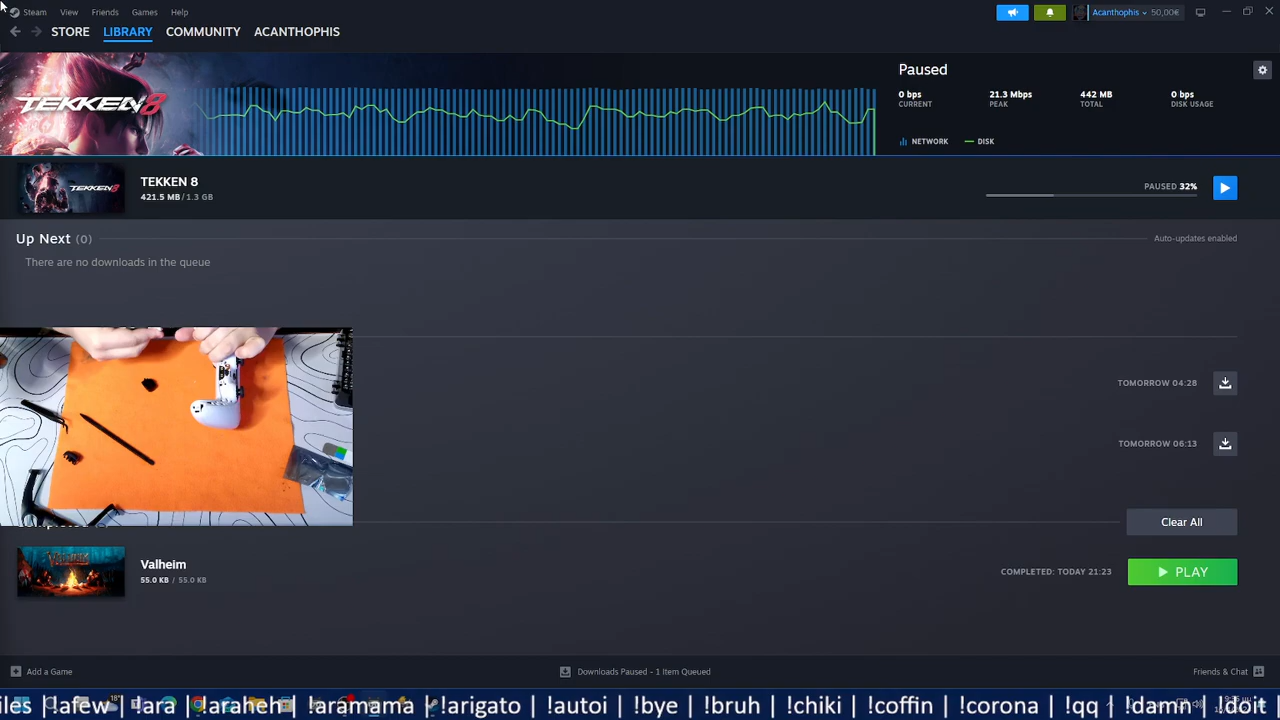 Steam View Friends Games Help Acanthophis 50,00€
STORE LIBRARY COMMUNITY ACANTHOPHIS
TEKKEN 8
Paused
0 bps 21.3 Mbps 442 MB 0 bps
CURRENT PEAK TOTAL DISK USAGE
NETWORK DISK
TEKKEN 8
TEKKEN 8
421.5 MB / 1.3 GB
PAUSED 32%
Up Next (0) Auto-updates enabled
There are no downloads in the queue
TOMORROW 04:28
TOMORROW 06:13
Clear All
VALHEIM
Valheim
55.0 KB / 55.0 KB
COMPLETED: TODAY 21:23 PLAY
Add a Game Downloads Paused - 1 Item Queued Friends & Chat
iles | !afew | !ara | !araheh | !aramama | !arigato | !autoi | !bye | !bruh | !chiki | !coffin | !corona | !qq | !damn | !doit